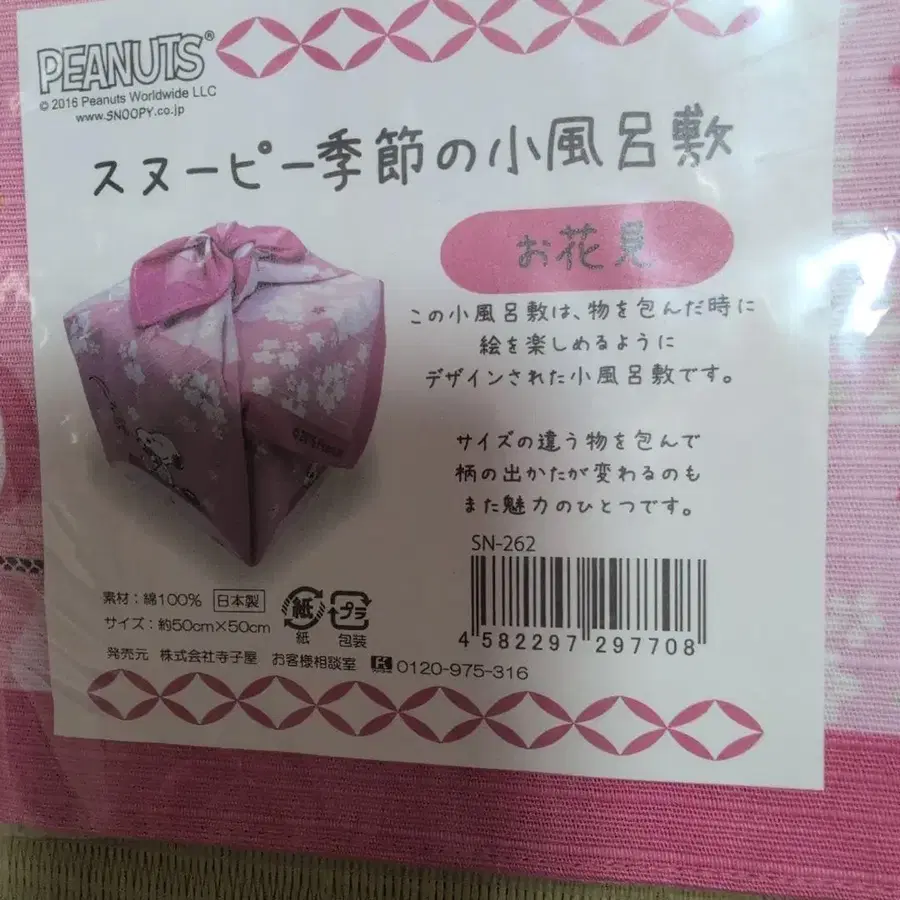 PEANUTS®
© 2016 Peanuts Worldwide LLC
www.SNOOPY.co.jp
スヌーピー季節の小風呂敷
お花見
この小風呂敷は、物を包んだ時に
絵を楽しめるように
デザインされた小風呂敷です。
サイズの違う物を包んで
柄の出かたが変わるのも
また魅力のひとつです。
SN-262
4 582297 297708
素材：綿100% 日本製
サイズ：約50cm×50cm
紙 プラ
紙 包装
発売元 株式会社寺子屋 お客様相談室 0120-975-316